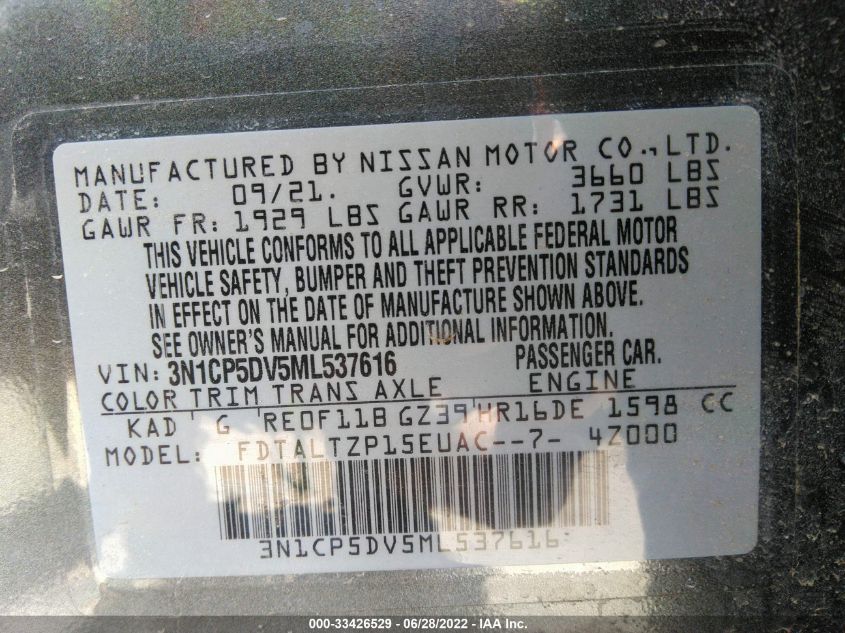 MANUFACTURED BY NISSAN MOTOR CO., LTD.
DATE: 09/21. GVWR: 3660 LBS
GAWR FR: 1929 LBS GAWR RR: 1731 LBS
THIS VEHICLE CONFORMS TO ALL APPLICABLE FEDERAL MOTOR
VEHICLE SAFETY, BUMPER AND THEFT PREVENTION STANDARDS
IN EFFECT ON THE DATE OF MANUFACTURE SHOWN ABOVE.
SEE OWNER'S MANUAL FOR ADDITIONAL INFORMATION.
VIN: 3N1CP5DV5ML537616 PASSENGER CAR.
COLOR TRIM TRANS AXLE ENGINE
KAD G RE0F11B GZ39 HR16DE 1598 CC
MODEL: FDTALTZP15EUAC--7- 4Z000
3N1CP5DV5ML537616
000-33426529 - 06/28/2022 - IAA Inc.